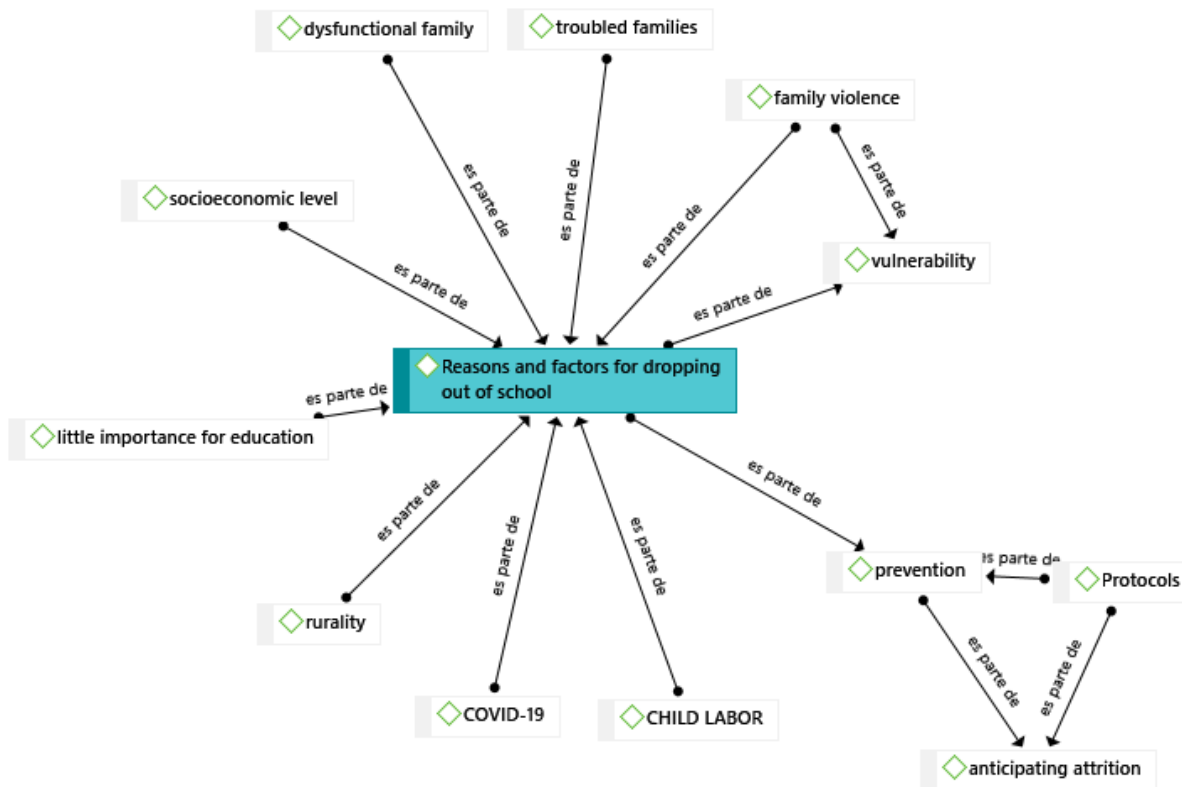 dysfunctional family
troubled families
family violence
es parte de
es parte de
es parte de
es parte de
socioeconomic level
es parte de
vulnerability
es parte de
Reasons and factors for dropping
out of school
es parte de
little importance for education
es parte de
es parte de
es parte de
es parte de
es parte de
prevention
Protocols
rurality
es parte de
es parte de
COVID-19
CHILD LABOR
anticipating attrition